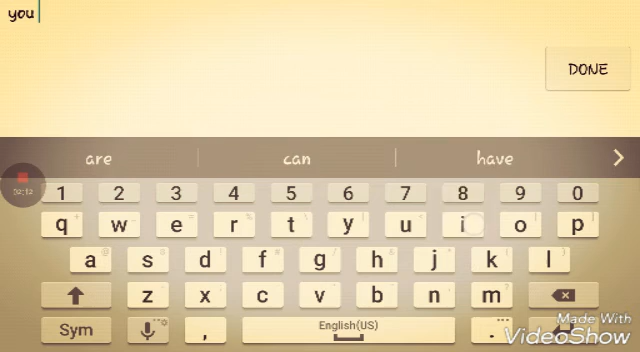 you
DONE
are can have
1 2 3 4 5 6 7 8 9 0
q w e r t y u i o p
a s d f g h j k l
z x c v b n m
Sym , English(US) .
Made With
VideoShow